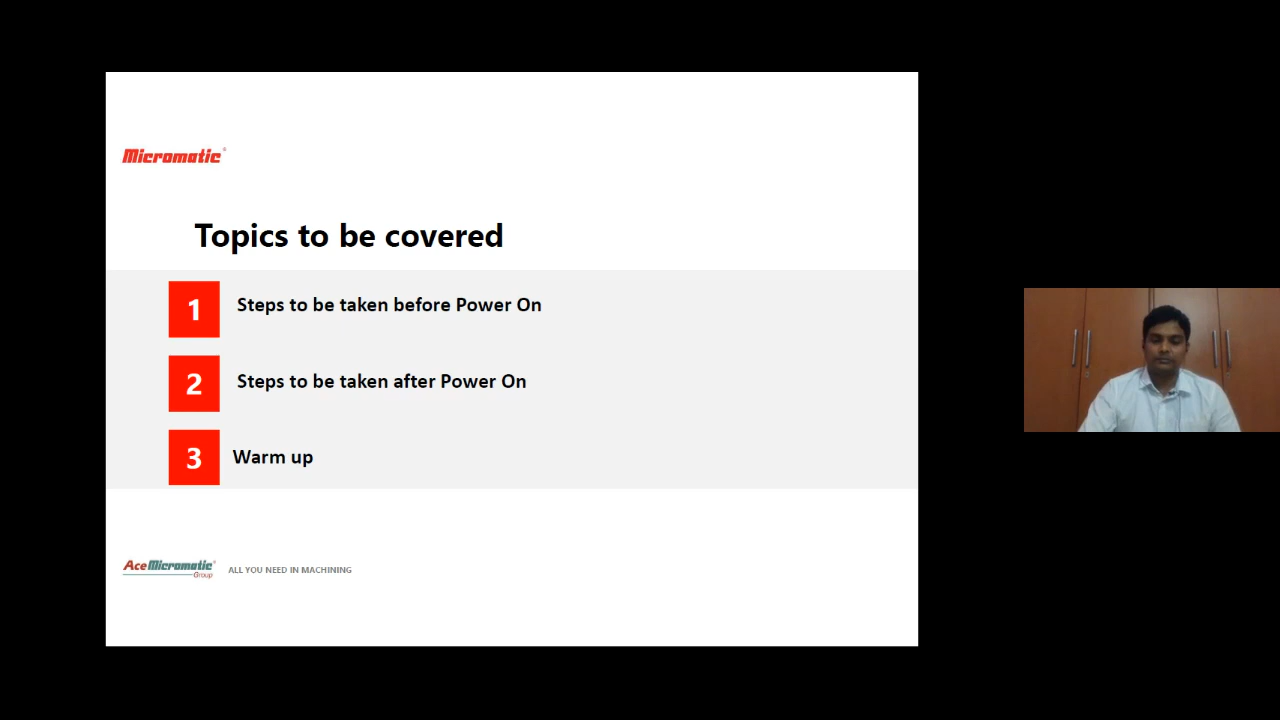 Micromatic®
Topics to be covered
1 Steps to be taken before Power On
2 Steps to be taken after Power On
3 Warm up
AceMicromatic® Group
ALL YOU NEED IN MACHINING